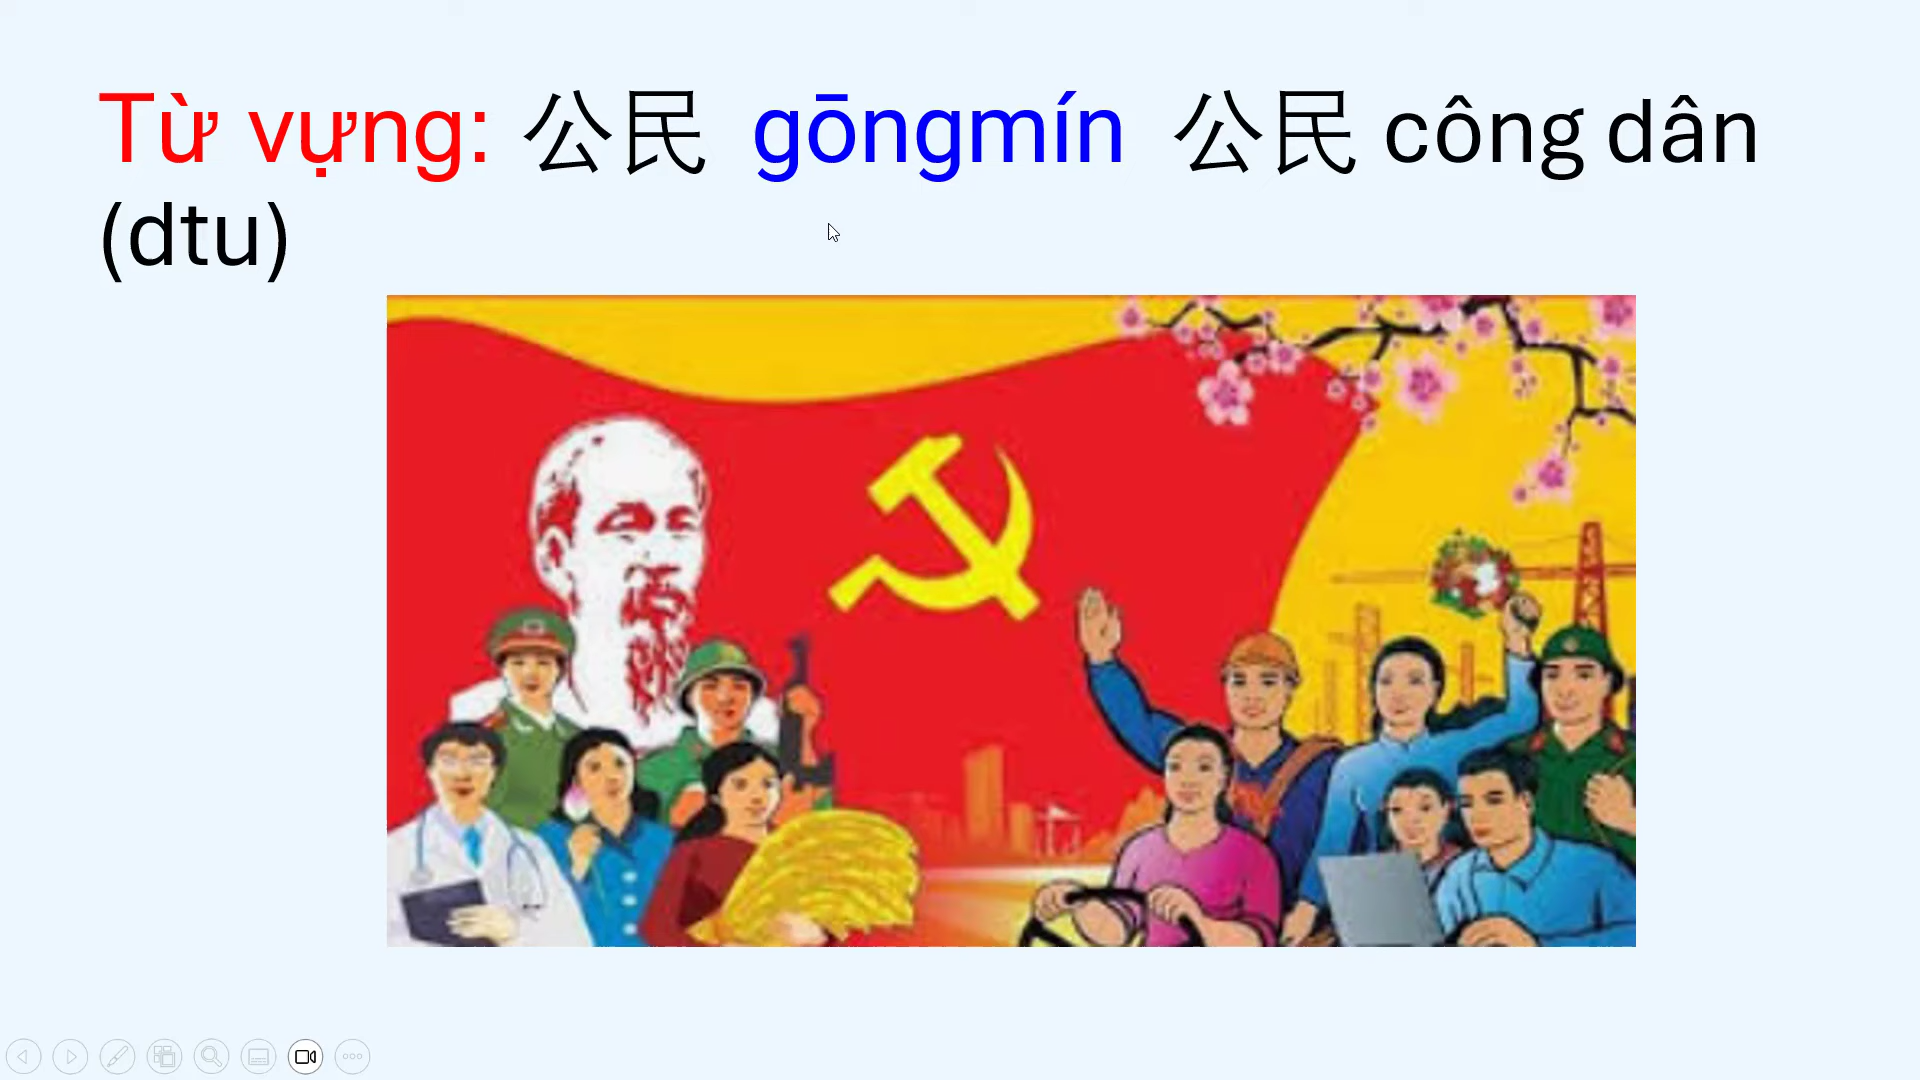 Từ vựng: 公民 gōngmín 公民 công dân
(dtu)